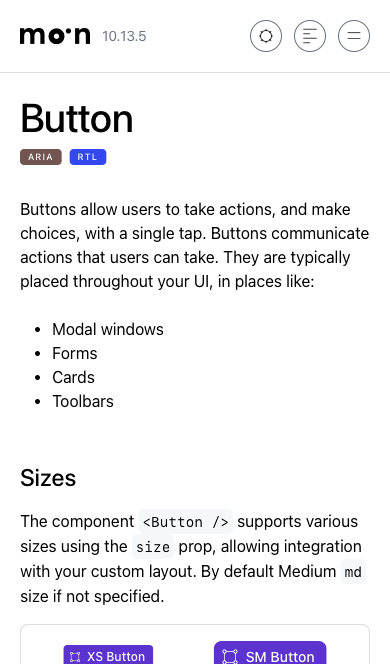 moon 10.13.5
Button
ARIA RTL
Buttons allow users to take actions, and make
choices, with a single tap. Buttons communicate
actions that users can take. They are typically
placed throughout your UI, in places like:
• Modal windows
• Forms
• Cards
• Toolbars
Sizes
The component <Button /> supports various
sizes using the size prop, allowing integration
with your custom layout. By default Medium md
size if not specified.
XS Button SM Button